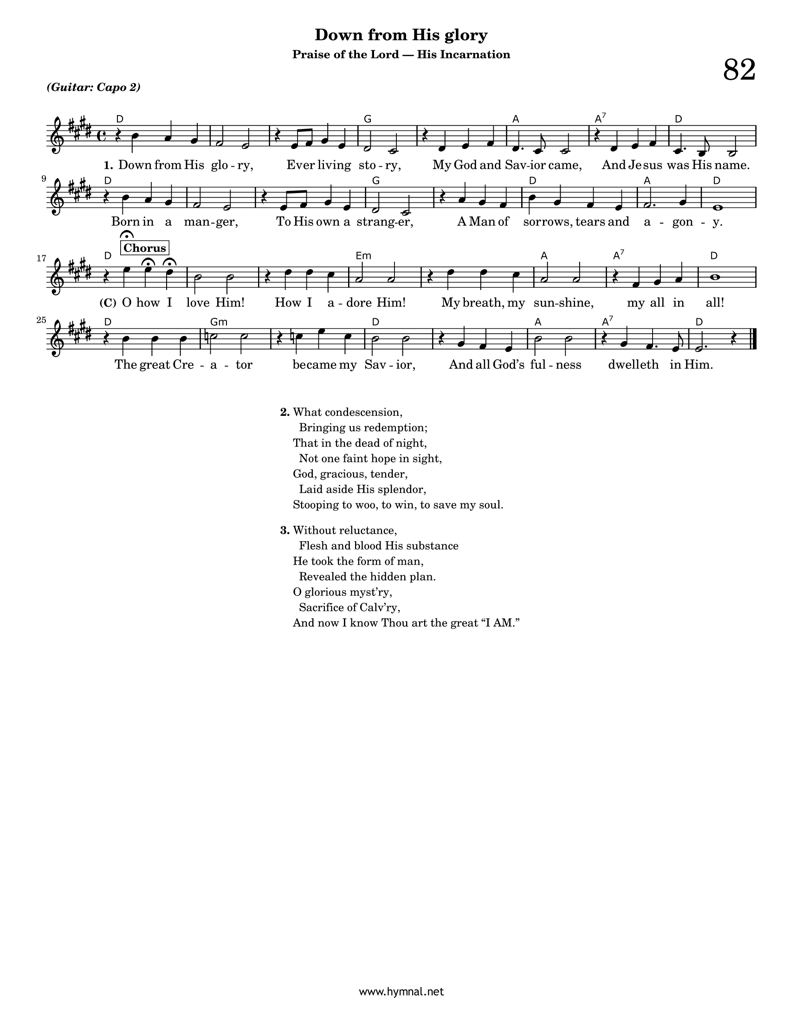 Down from His glory
Praise of the Lord — His Incarnation
82
(Guitar: Capo 2)
D G A A7 D
1. Down from His glo - ry, Ever living sto - ry, My God and Sav - ior came, And Jesus was His name.
9
D G D A D
Born in a man - ger, To His own a strang - er, A Man of sorrows, tears and a - gon - y.
Chorus
17
D Em A A7 D
(C) O how I love Him! How I a - dore Him! My breath, my sun - shine, my all in all!
25
D Gm D A A7 D
The great Cre - a - tor became my Sav - ior, And all God's ful - ness dwelleth in Him.
2. What condescension,
Bringing us redemption;
That in the dead of night,
Not one faint hope in sight,
God, gracious, tender,
Laid aside His splendor,
Stooping to woo, to win, to save my soul.
3. Without reluctance,
Flesh and blood His substance
He took the form of man,
Revealed the hidden plan.
O glorious myst'ry,
Sacrifice of Calv'ry,
And now I know Thou art the great “I AM.”
www.hymnal.net